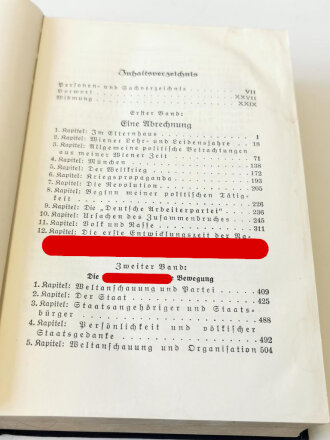 Inhaltsverzeichnis
Personen- und Sachverzeichnis . . . . . VII
Vorwort . . . . . XXVII
Widmung . . . . . XXIX
Erster Band:
Eine Abrechnung
1. Kapitel: Im Elternhaus . . . . . 1
2. Kapitel: Wiener Lehr- und Leidensjahre . . 18
3. Kapitel: Allgemeine politische Betrachtungen
aus meiner Wiener Zeit . . . . . 71
4. Kapitel: München . . . . . 138
5. Kapitel: Der Weltkrieg . . . . . 172
6. Kapitel: Kriegspropaganda . . . . . 193
7. Kapitel: Die Revolution . . . . . 205
8. Kapitel: Beginn meiner politischen Tätig-
keit . . . . . 226
9. Kapitel: Die „Deutsche Arbeiterpartei“ . . 236
10. Kapitel: Ursachen des Zusammenbruches . . 245
11. Kapitel: Volk und Rasse . . . . . 311
12. Kapitel: Die erste Entwicklungszeit der Na-
Zweiter Band:
Die Bewegung
1. Kapitel: Weltanschauung und Partei . . . 409
2. Kapitel: Der Staat . . . . . 425
3. Kapitel: Staatsangehöriger und Staats-
bürger . . . . . 488
4. Kapitel: Persönlichkeit und völkischer
Staatsgedanke . . . . . 492
5. Kapitel: Weltanschauung und Organisation 504